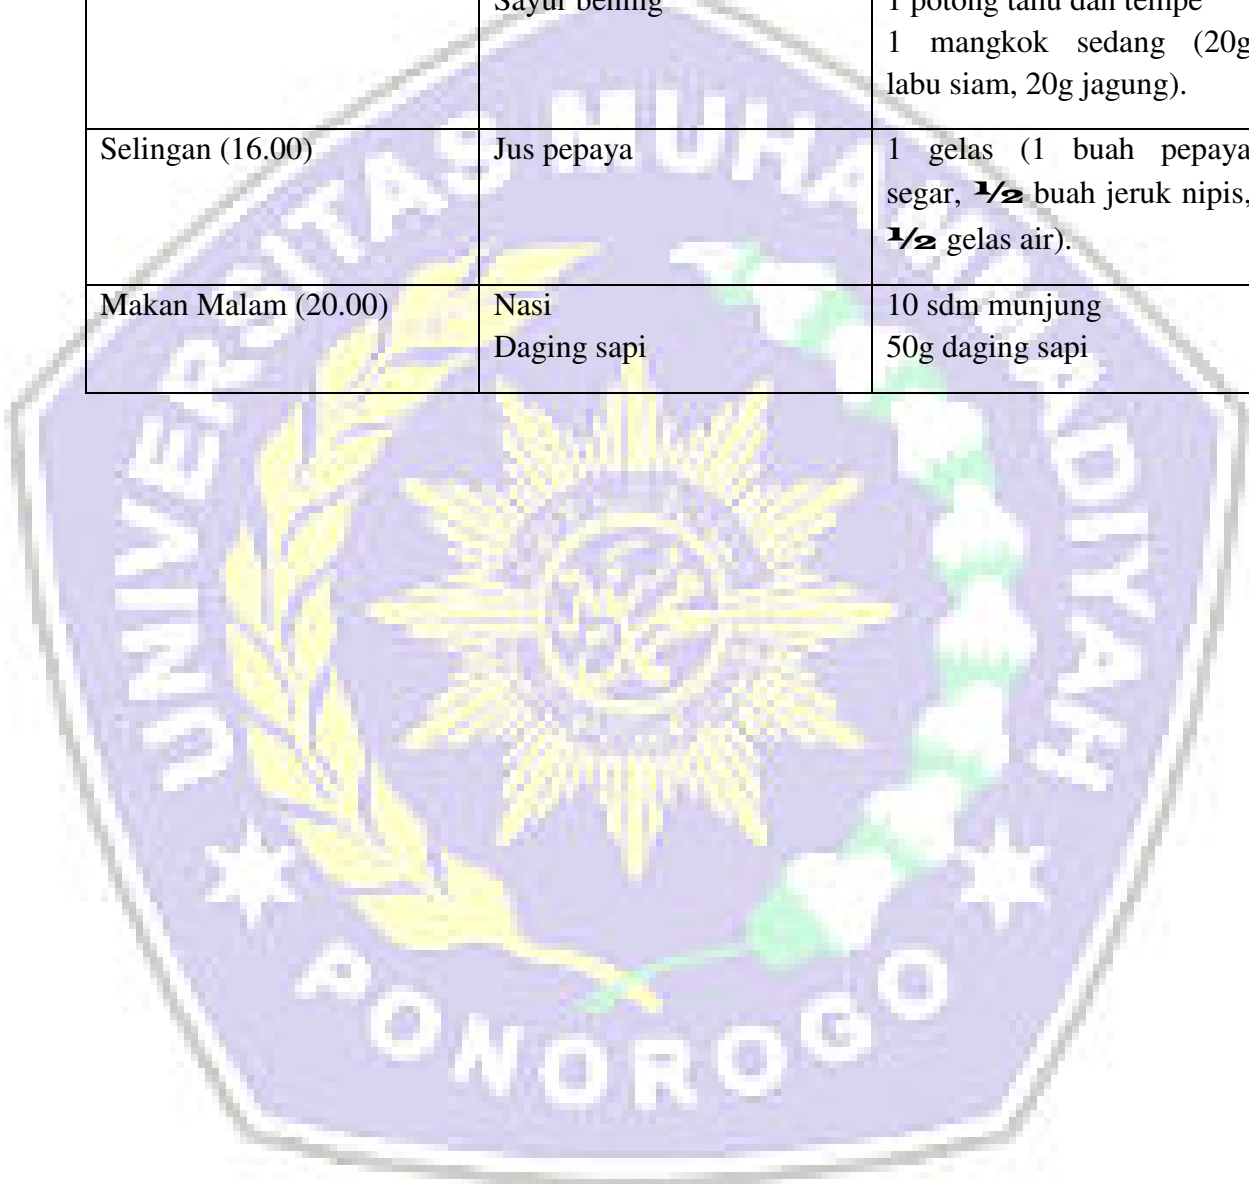 Sayur bening
1 potong tahu dan tempe
1 mangkok sedang (20g
labu siam, 20g jagung).
Selingan (16.00)
Jus pepaya
1 gelas (1 buah pepaya
segar, ½ buah jeruk nipis,
½ gelas air).
Makan Malam (20.00)
Nasi
10 sdm munjung
Daging sapi
50g daging sapi
UNIVERSITAS MUHAMMADIYAH
PONOROGO